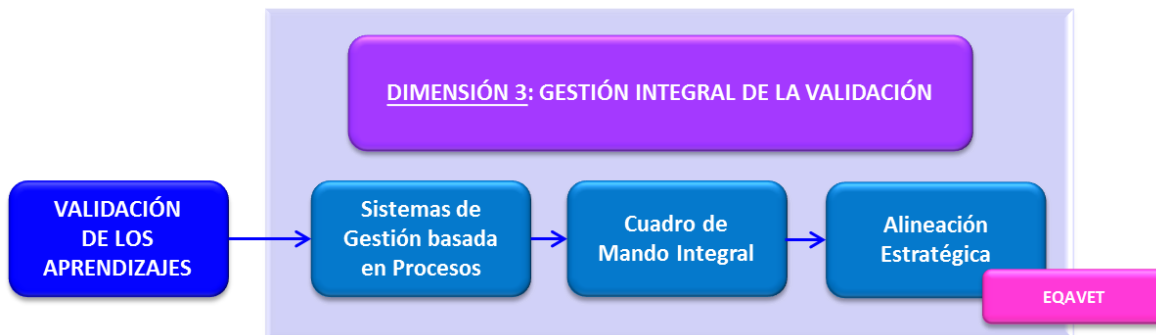 DIMENSIÓN 3: GESTIÓN INTEGRAL DE LA VALIDACIÓN
VALIDACIÓN
DE LOS
APRENDIZAJES
Sistemas de
Gestión basada
en Procesos
Cuadro de
Mando Integral
Alineación
Estratégica
EQAVET